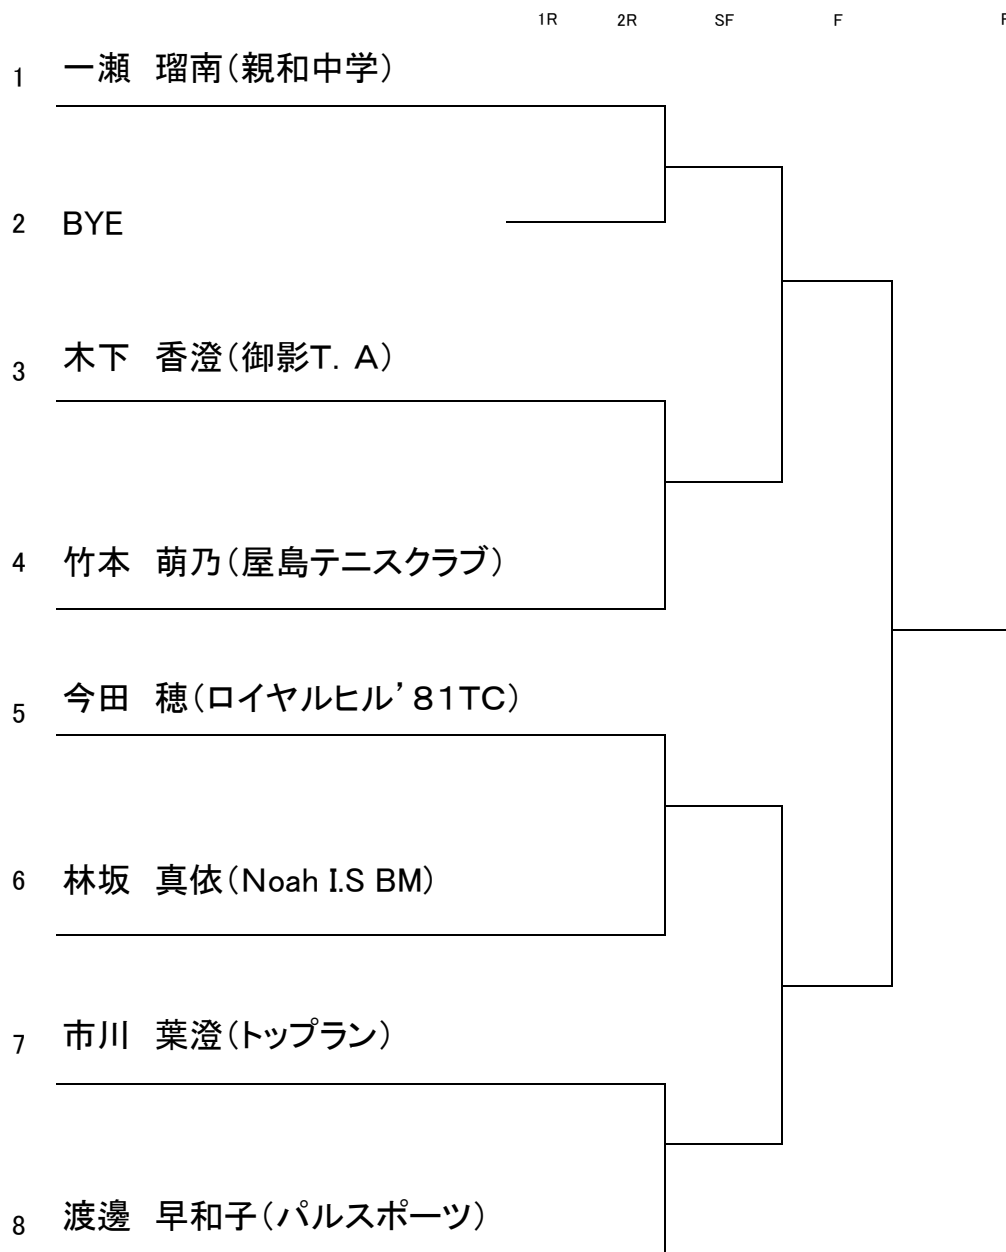 1R 2R SF F F
1 一瀬 瑠南(親和中学)
2 BYE
3 木下 香澄(御影T．A)
4 竹本 萌乃(屋島テニスクラブ)
5 今田 穂(ロイヤルヒル’81TC)
6 林坂 真依(Noah I.S BM)
7 市川 葉澄(トップラン)
8 渡邊 早和子(パルスポーツ)